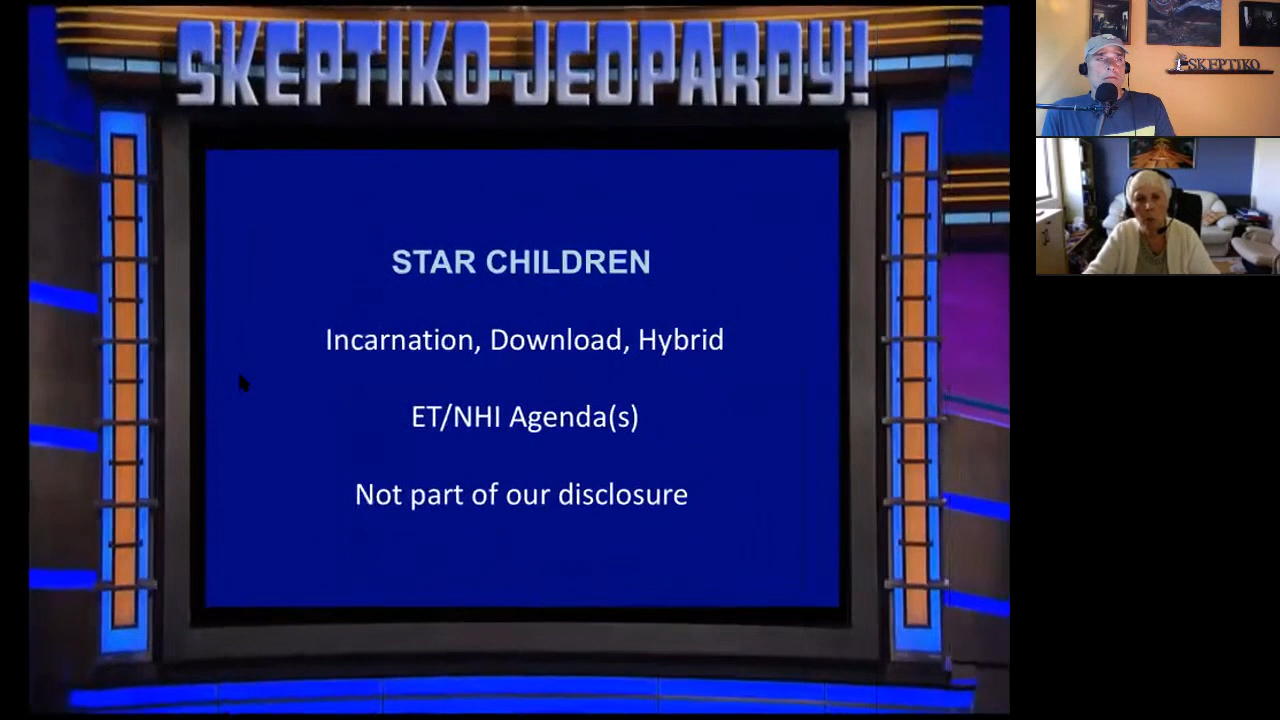 SKEPTIKO JEOPARDY!
STAR CHILDREN
Incarnation, Download, Hybrid
ET/NHI Agenda(s)
Not part of our disclosure
SKEPTIKO